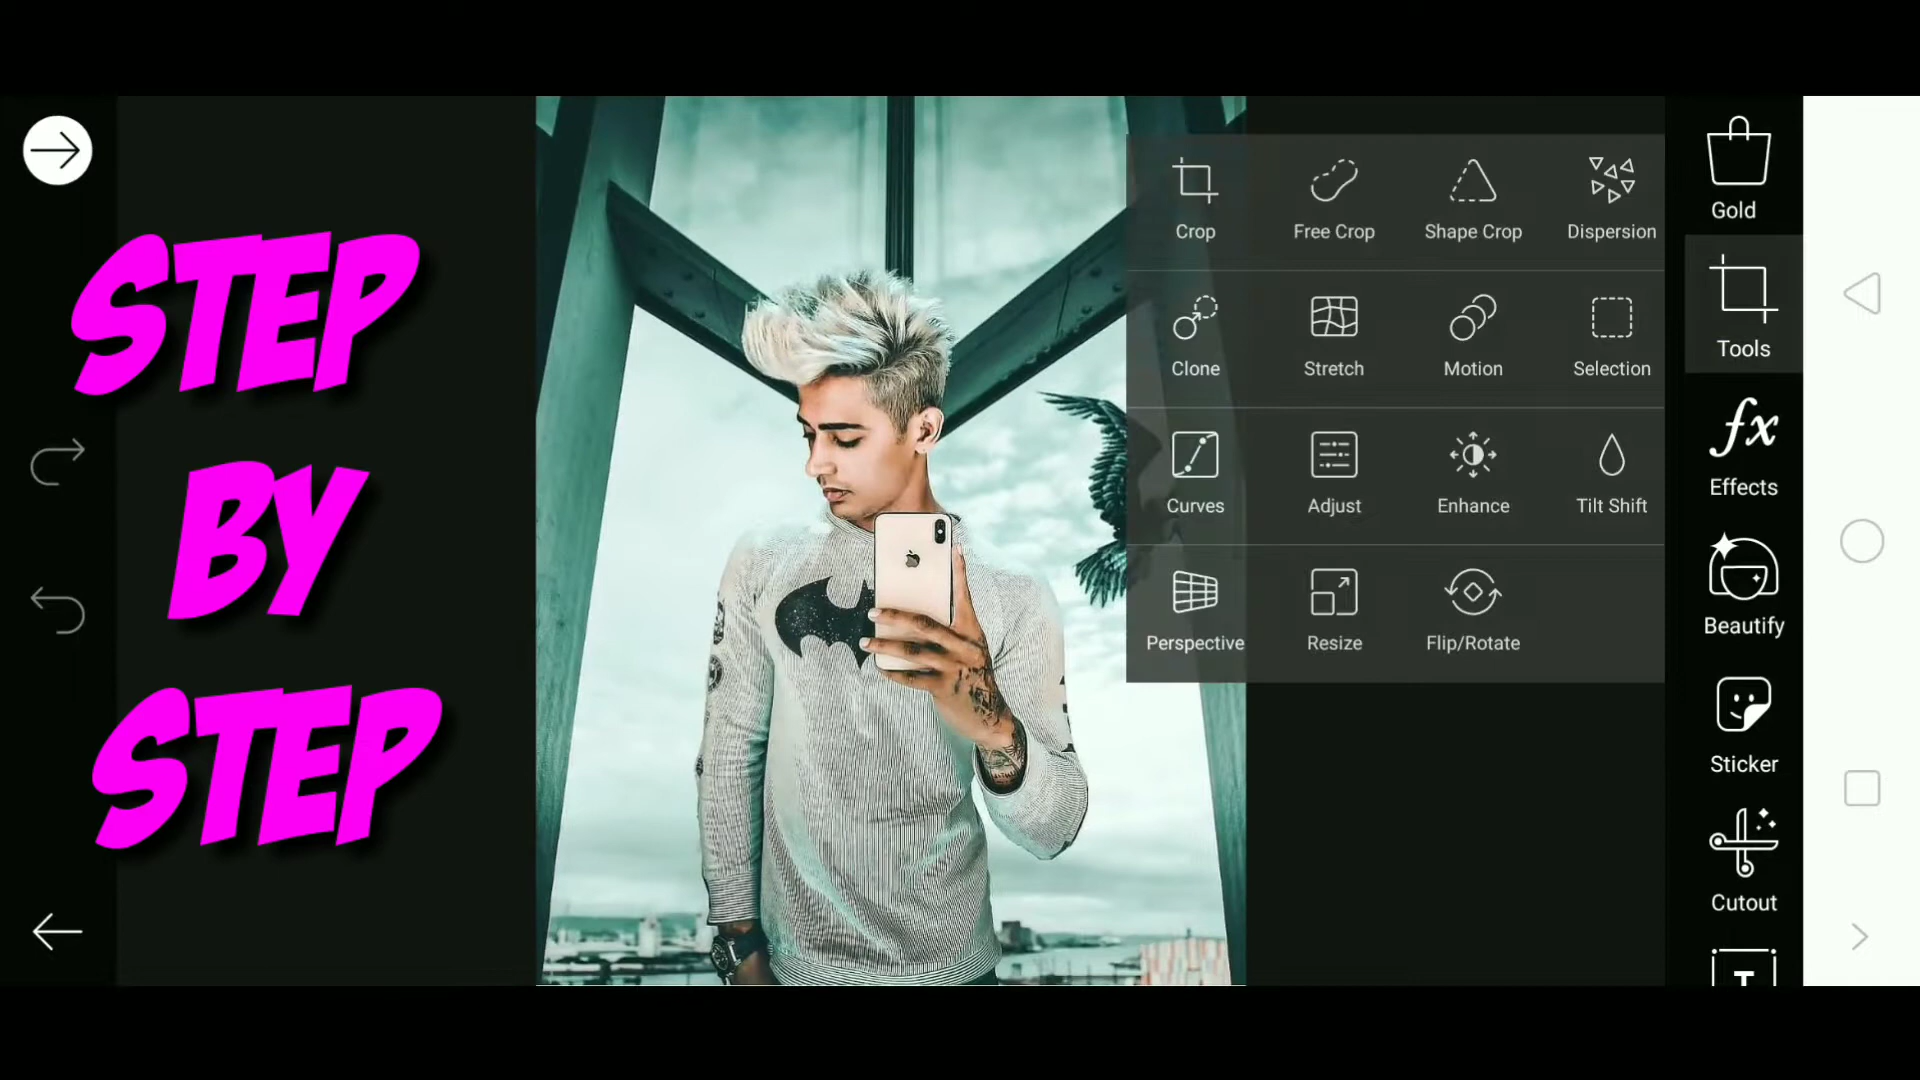 STEP
BY
STEP
Crop
Free Crop
Shape Crop
Dispersion
Clone
Stretch
Motion
Selection
Curves
Adjust
Enhance
Tilt Shift
Perspective
Resize
Flip/Rotate
Gold
Tools
fx
Effects
Beautify
Sticker
Cutout
T